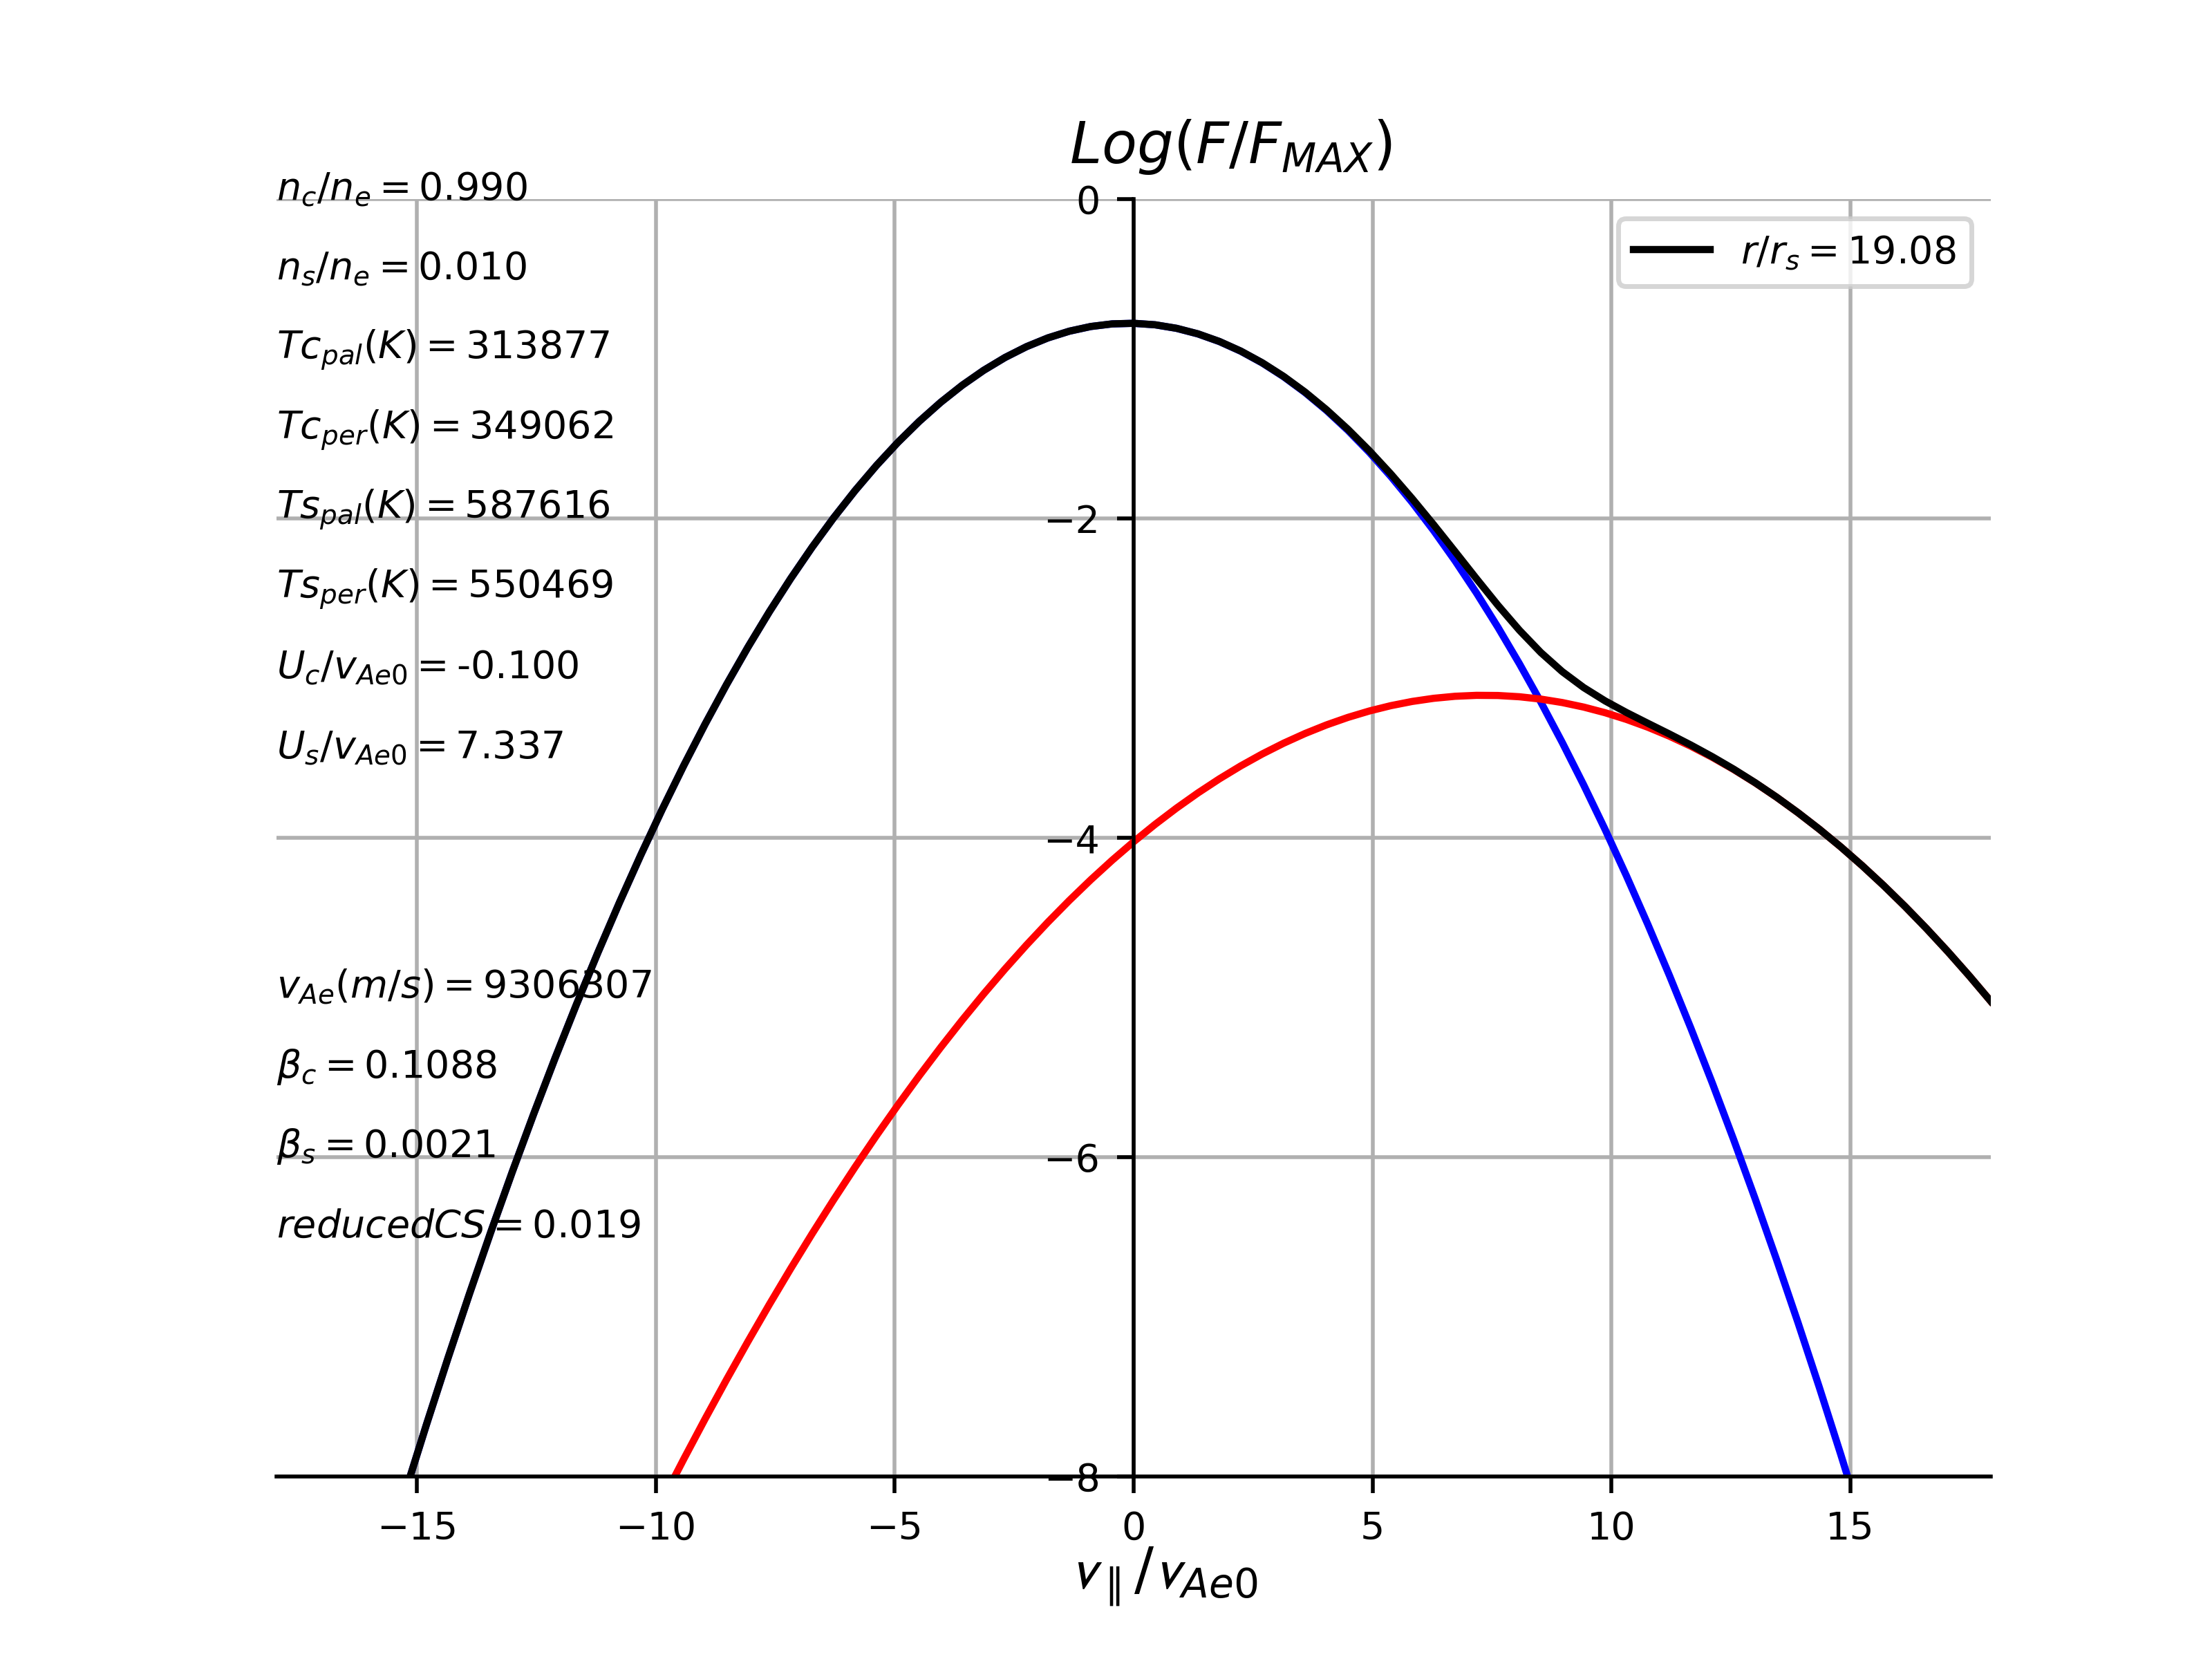 Log(F/F_MAX)
n_c/n_e = 0.990
n_s/n_e = 0.010
Tc_pal(K) = 313877
Tc_per(K) = 349062
Ts_pal(K) = 587616
Ts_per(K) = 550469
U_c/v_Ae0 = -0.100
U_s/v_Ae0 = 7.337
v_Ae(m/s) = 9306307
β_c = 0.1088
β_s = 0.0021
reducedCS = 0.019
r/r_s = 19.08
0
−2
−4
−6
−8
−15 −10 −5 0 5 10 15
v_∥/v_Ae0